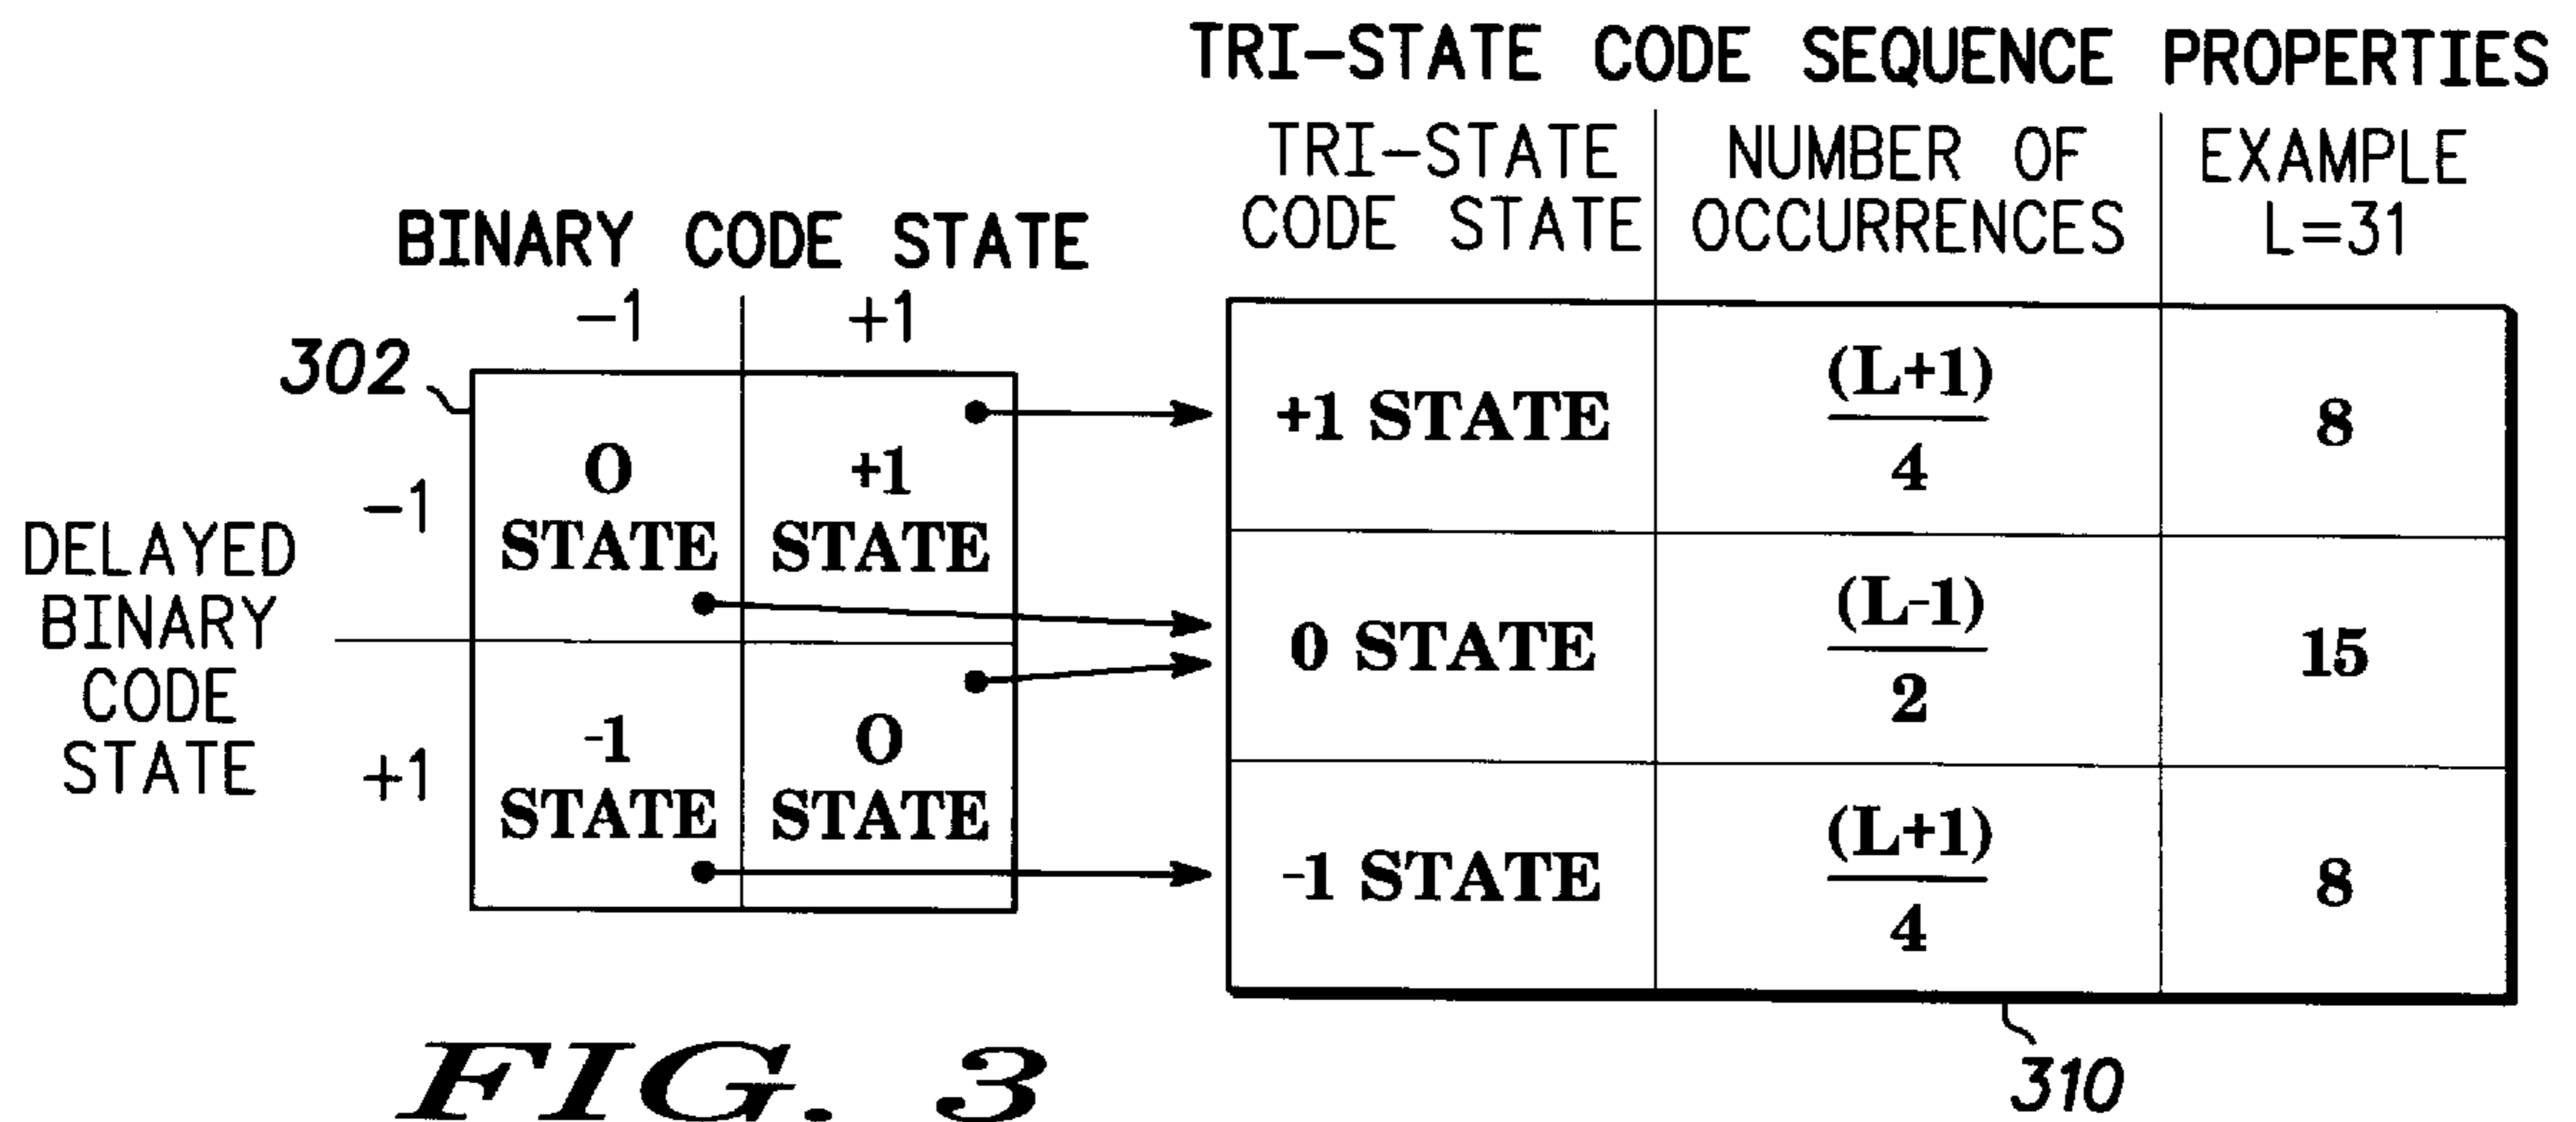 TRI-STATE CODE SEQUENCE PROPERTIES
TRI-STATE CODE STATE
NUMBER OF OCCURRENCES
EXAMPLE L=31
BINARY CODE STATE
-1 +1
302
DELAYED
BINARY
CODE
STATE
-1
+1
0 STATE
+1 STATE
-1 STATE
0 STATE
+1 STATE (L+1)/4 8
0 STATE (L-1)/2 15
-1 STATE (L+1)/4 8
310
FIG. 3